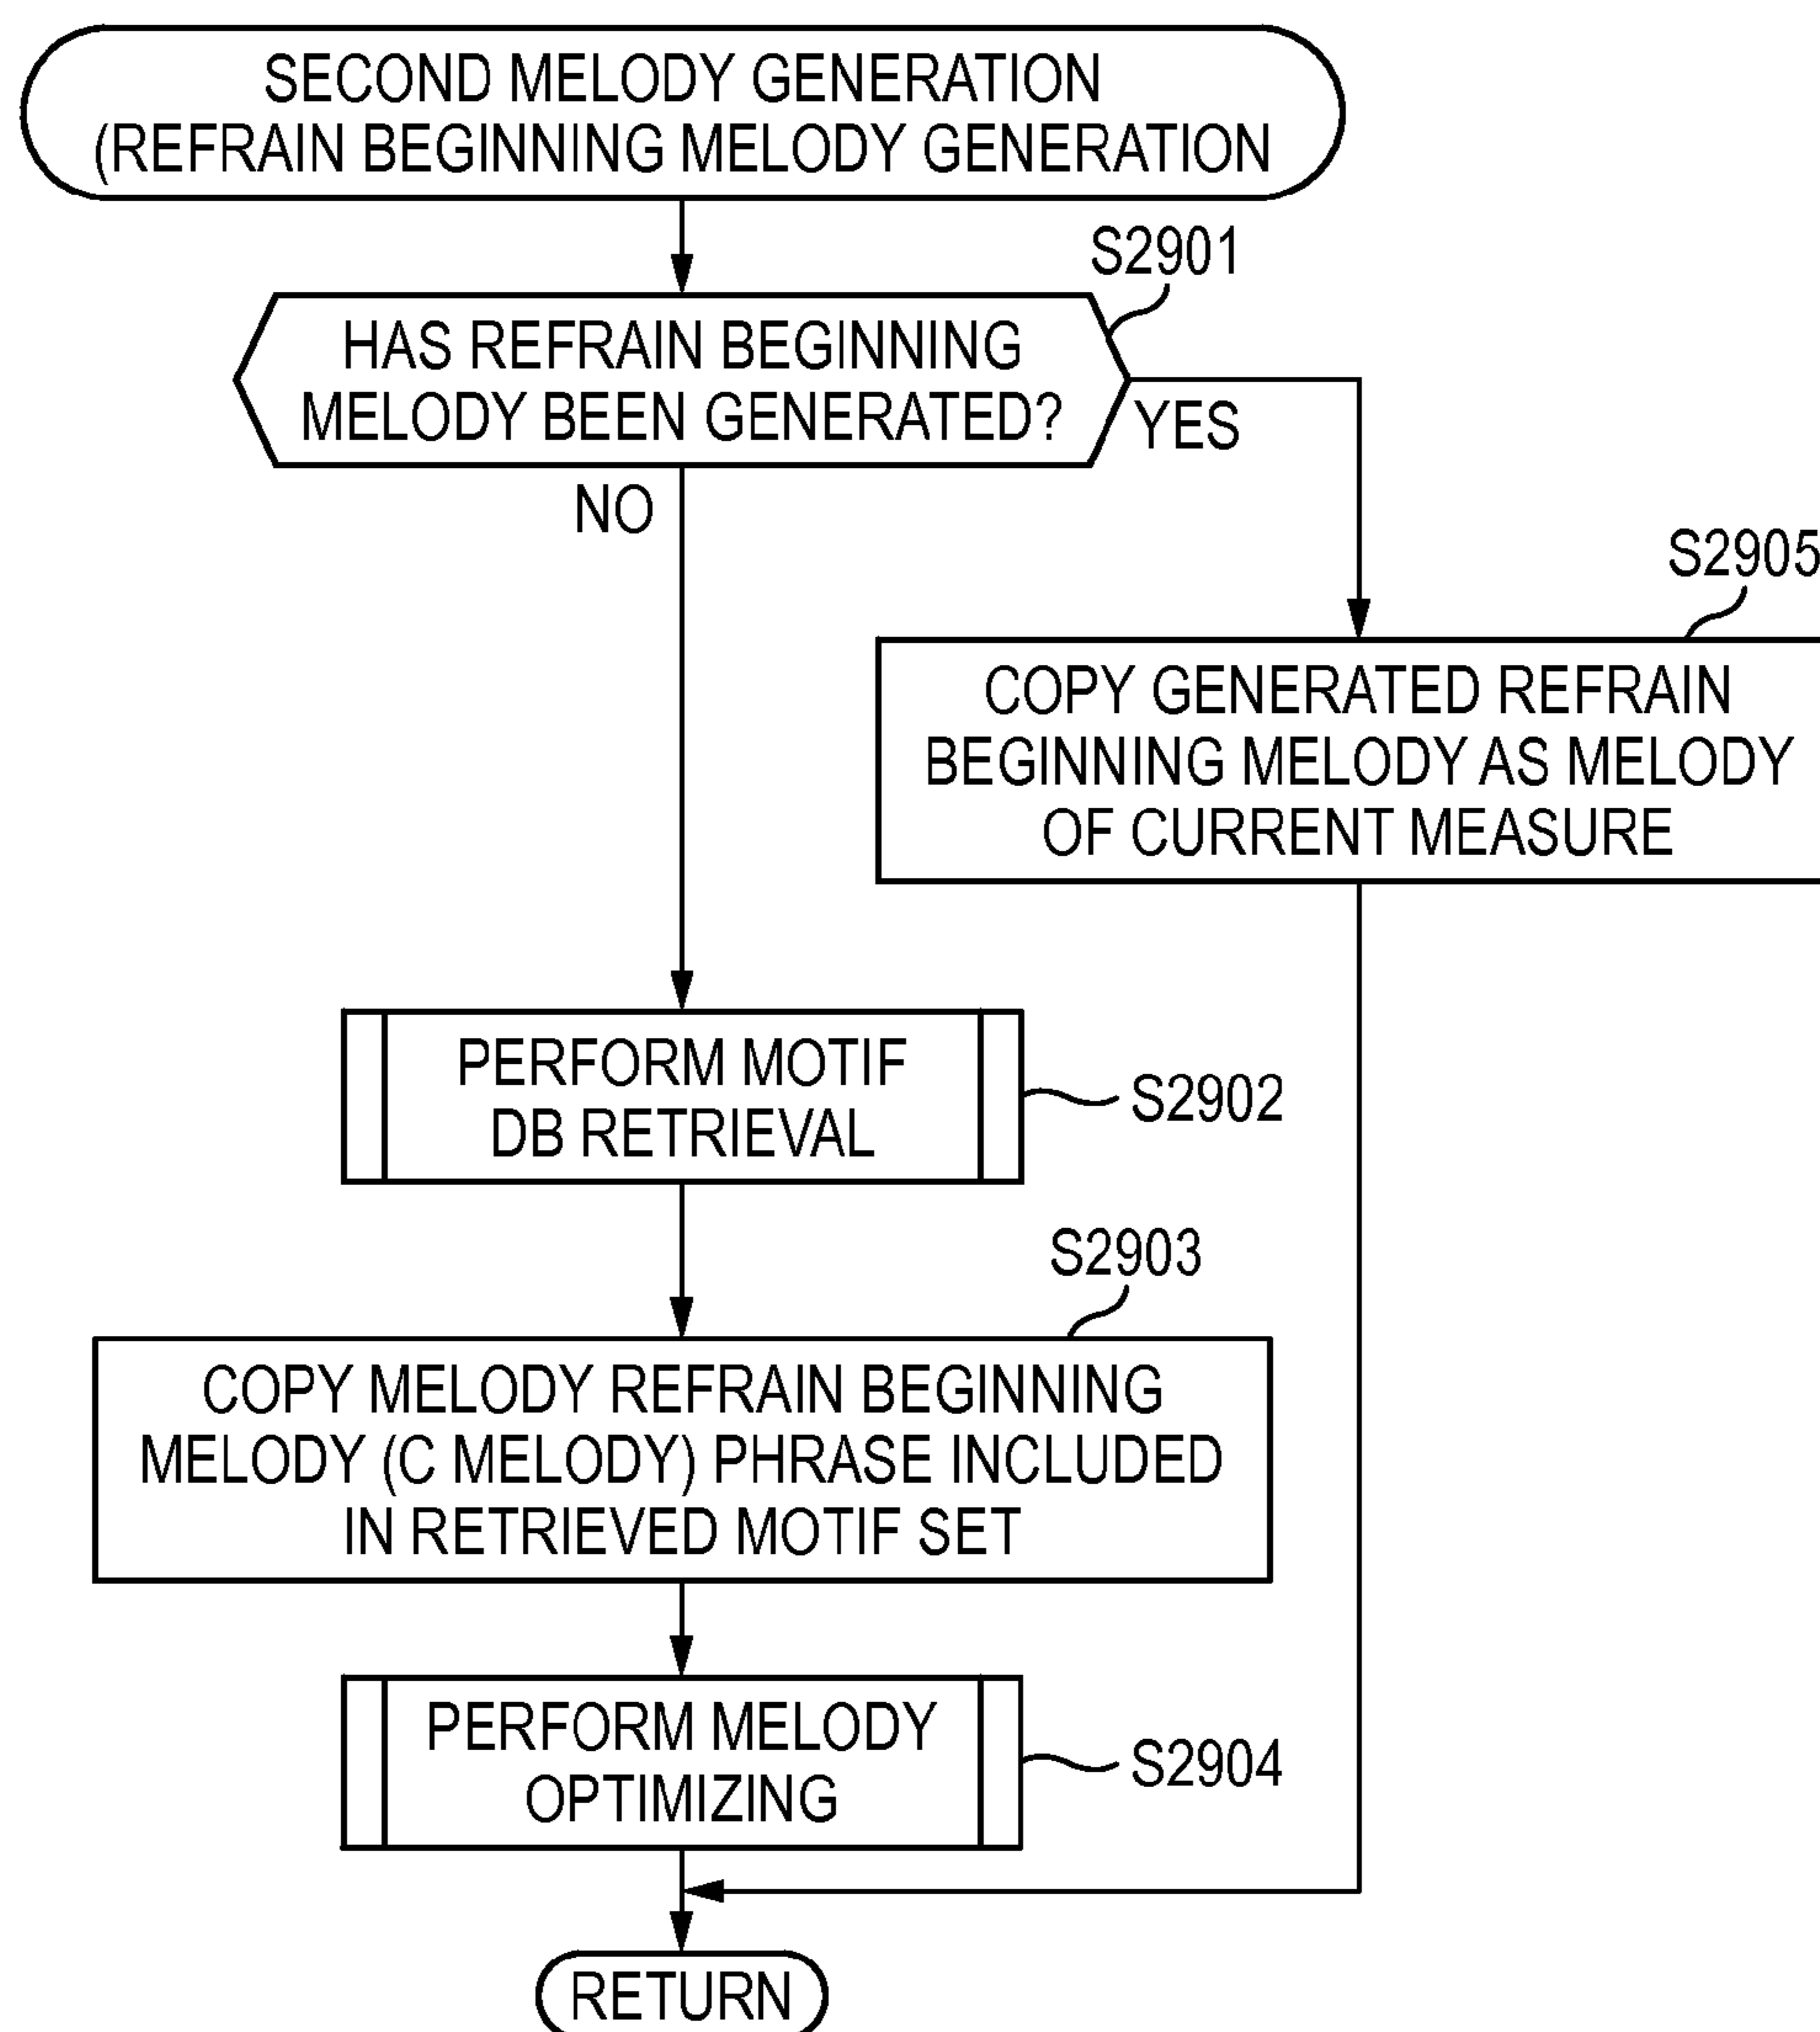 SECOND MELODY GENERATION
(REFRAIN BEGINNING MELODY GENERATION
S2901
HAS REFRAIN BEGINNING
MELODY BEEN GENERATED?
YES
NO
S2905
COPY GENERATED REFRAIN
BEGINNING MELODY AS MELODY
OF CURRENT MEASURE
PERFORM MOTIF
DB RETRIEVAL
S2902
S2903
COPY MELODY REFRAIN BEGINNING
MELODY (C MELODY) PHRASE INCLUDED
IN RETRIEVED MOTIF SET
PERFORM MELODY
OPTIMIZING
S2904
RETURN